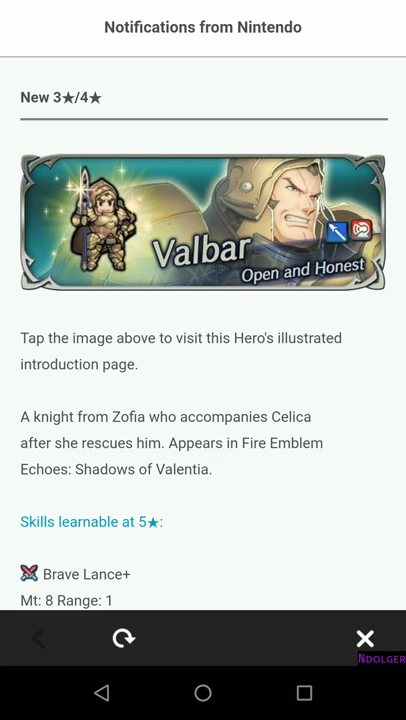 Notifications from Nintendo
New 3★/4★
Valbar
Open and Honest
Tap the image above to visit this Hero's illustrated
introduction page.
A knight from Zofia who accompanies Celica
after she rescues him. Appears in Fire Emblem
Echoes: Shadows of Valentia.
Skills learnable at 5★:
Brave Lance+
Mt: 8 Range: 1
NDOLGER